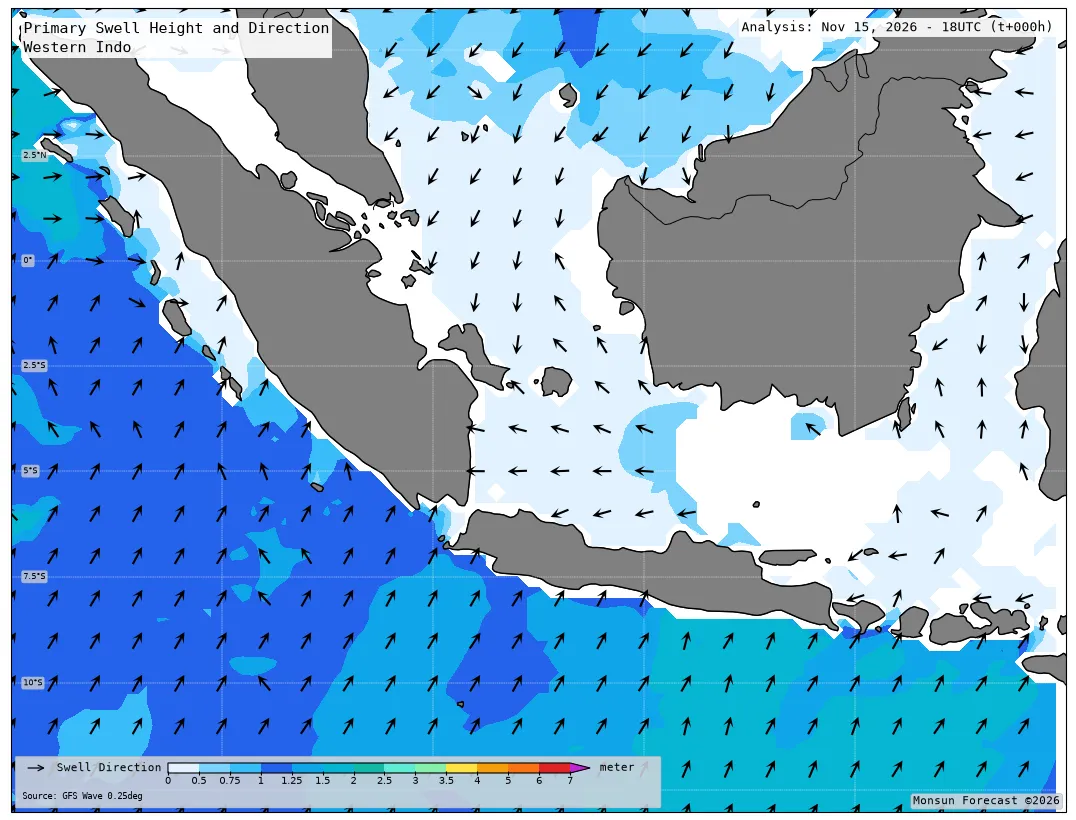 Primary Swell Height and Direction
Western Indo
Analysis: Nov 15, 2026 - 18UTC (t+000h)
2.5°N
0°
2.5°S
5°S
7.5°S
10°S
Swell Direction
0 0.5 0.75 1 1.25 1.5 2 2.5 3 3.5 4 5 6 7
meter
Source: GFS Wave 0.25deg
Monsun Forecast ©2026